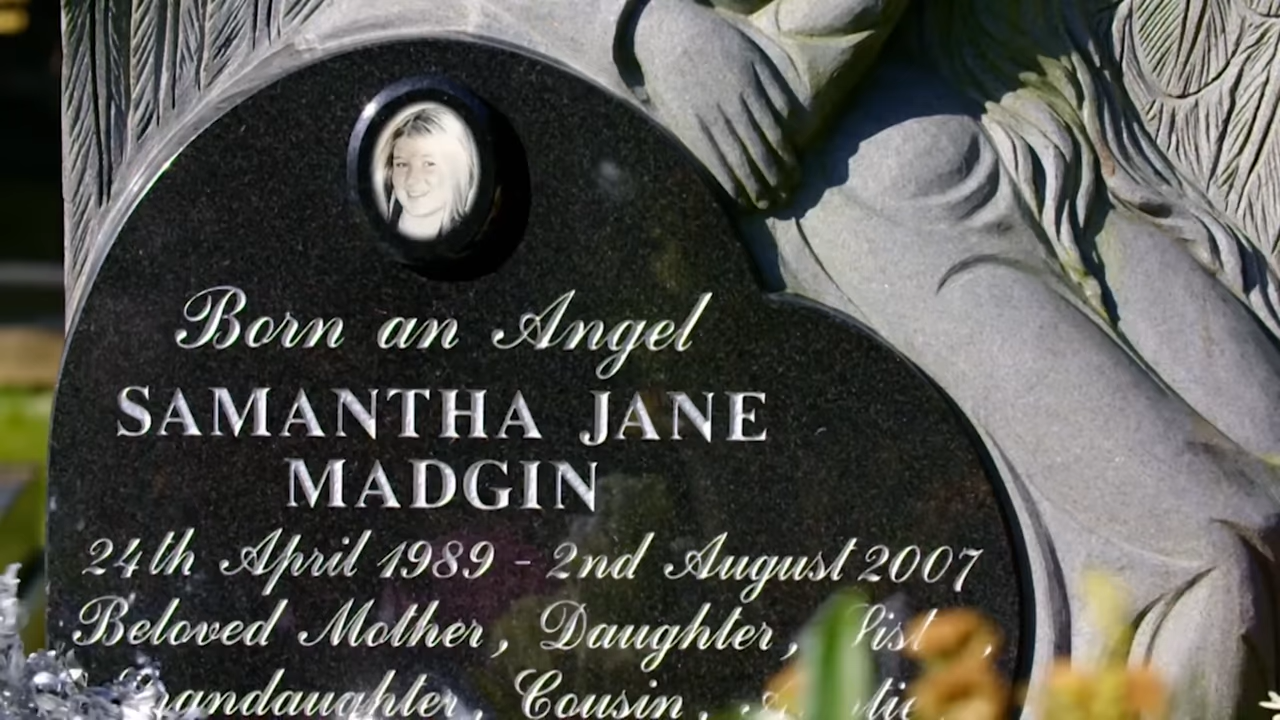 Born an Angel
SAMANTHA JANE
MADGIN
24th April 1989 - 2nd August 2007
Beloved Mother, Daughter,
Cousin,